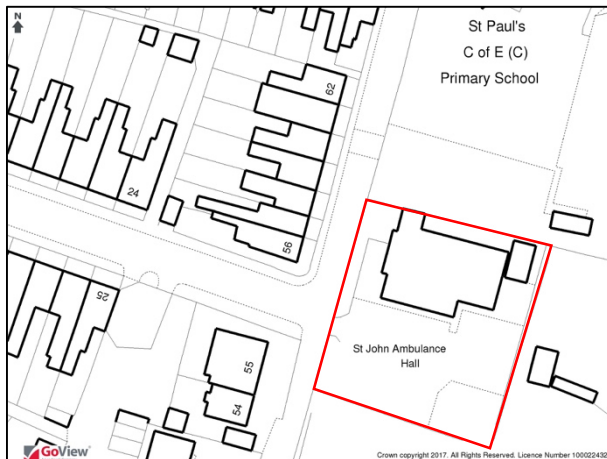 N
St Paul's
C of E (C)
Primary School
62
24
56
25
55
54
St John Ambulance
Hall
GoView
Crown copyright 2017. All Rights Reserved. Licence Number 100022432